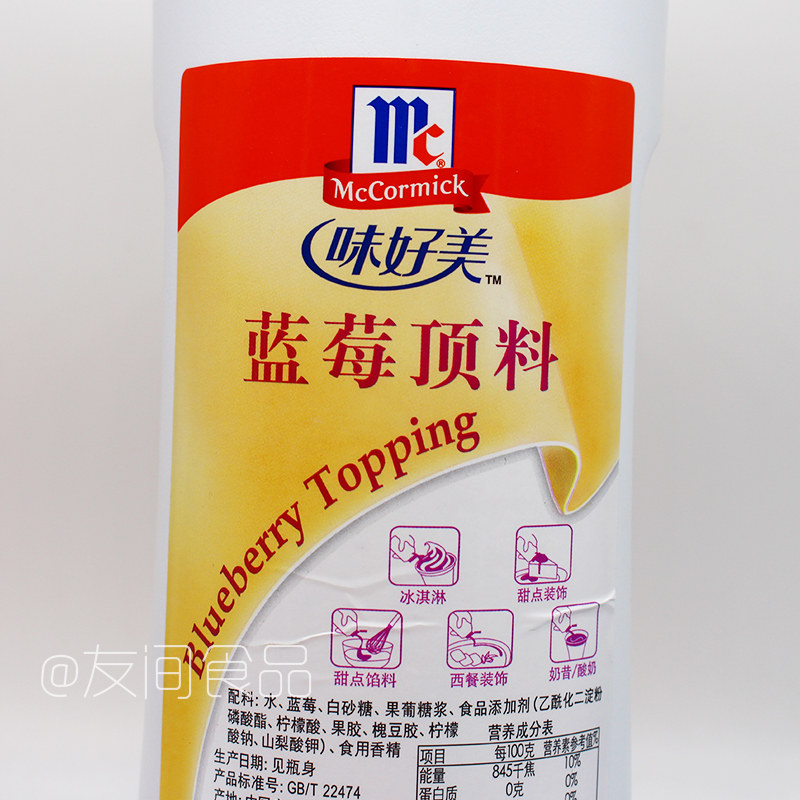 Mc
McCormick
味好美™
蓝莓顶料
Blueberry Topping
冰淇淋
甜点装饰
甜点馅料
西餐装饰
奶昔/酸奶
@友间食品
配料:水、蓝莓、白砂糖、果葡糖浆、食品添加剂(乙酰化二淀粉
磷酸酯、柠檬酸、果胶、槐豆胶、柠檬
酸钠、山梨酸钾)、食用香精
生产日期:见瓶身
产品标准号:GB/T 22474
营养成分表
项目 每100克 营养素参考值%
能量 845千焦 10%
蛋白质 0克 0%
0%